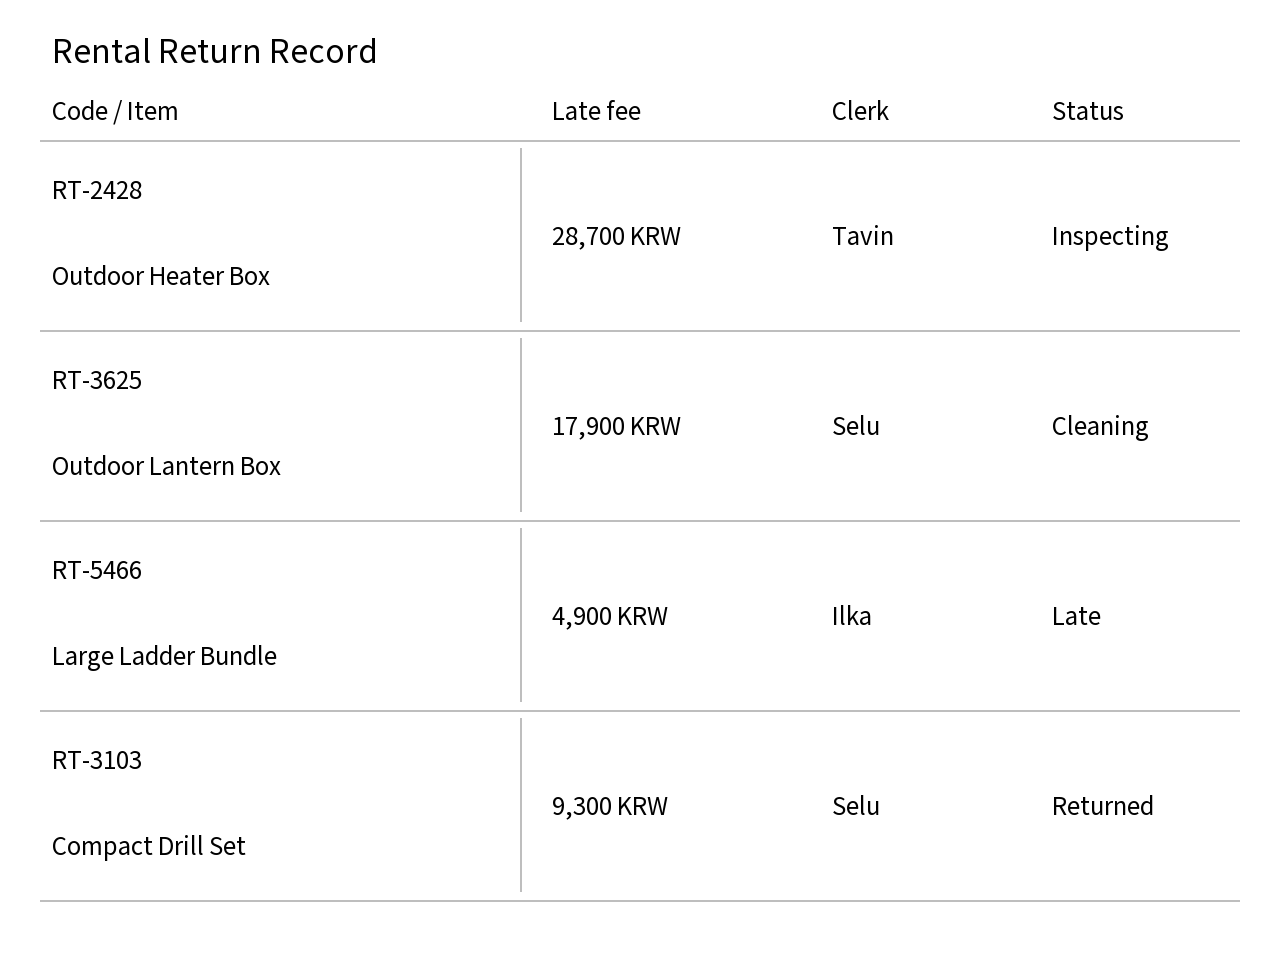 Rental Return Record
Code / Item Late fee Clerk Status
RT-2428
Outdoor Heater Box
28,700 KRW Tavin Inspecting
RT-3625
Outdoor Lantern Box
17,900 KRW Selu Cleaning
RT-5466
Large Ladder Bundle
4,900 KRW Ilka Late
RT-3103
Compact Drill Set
9,300 KRW Selu Returned